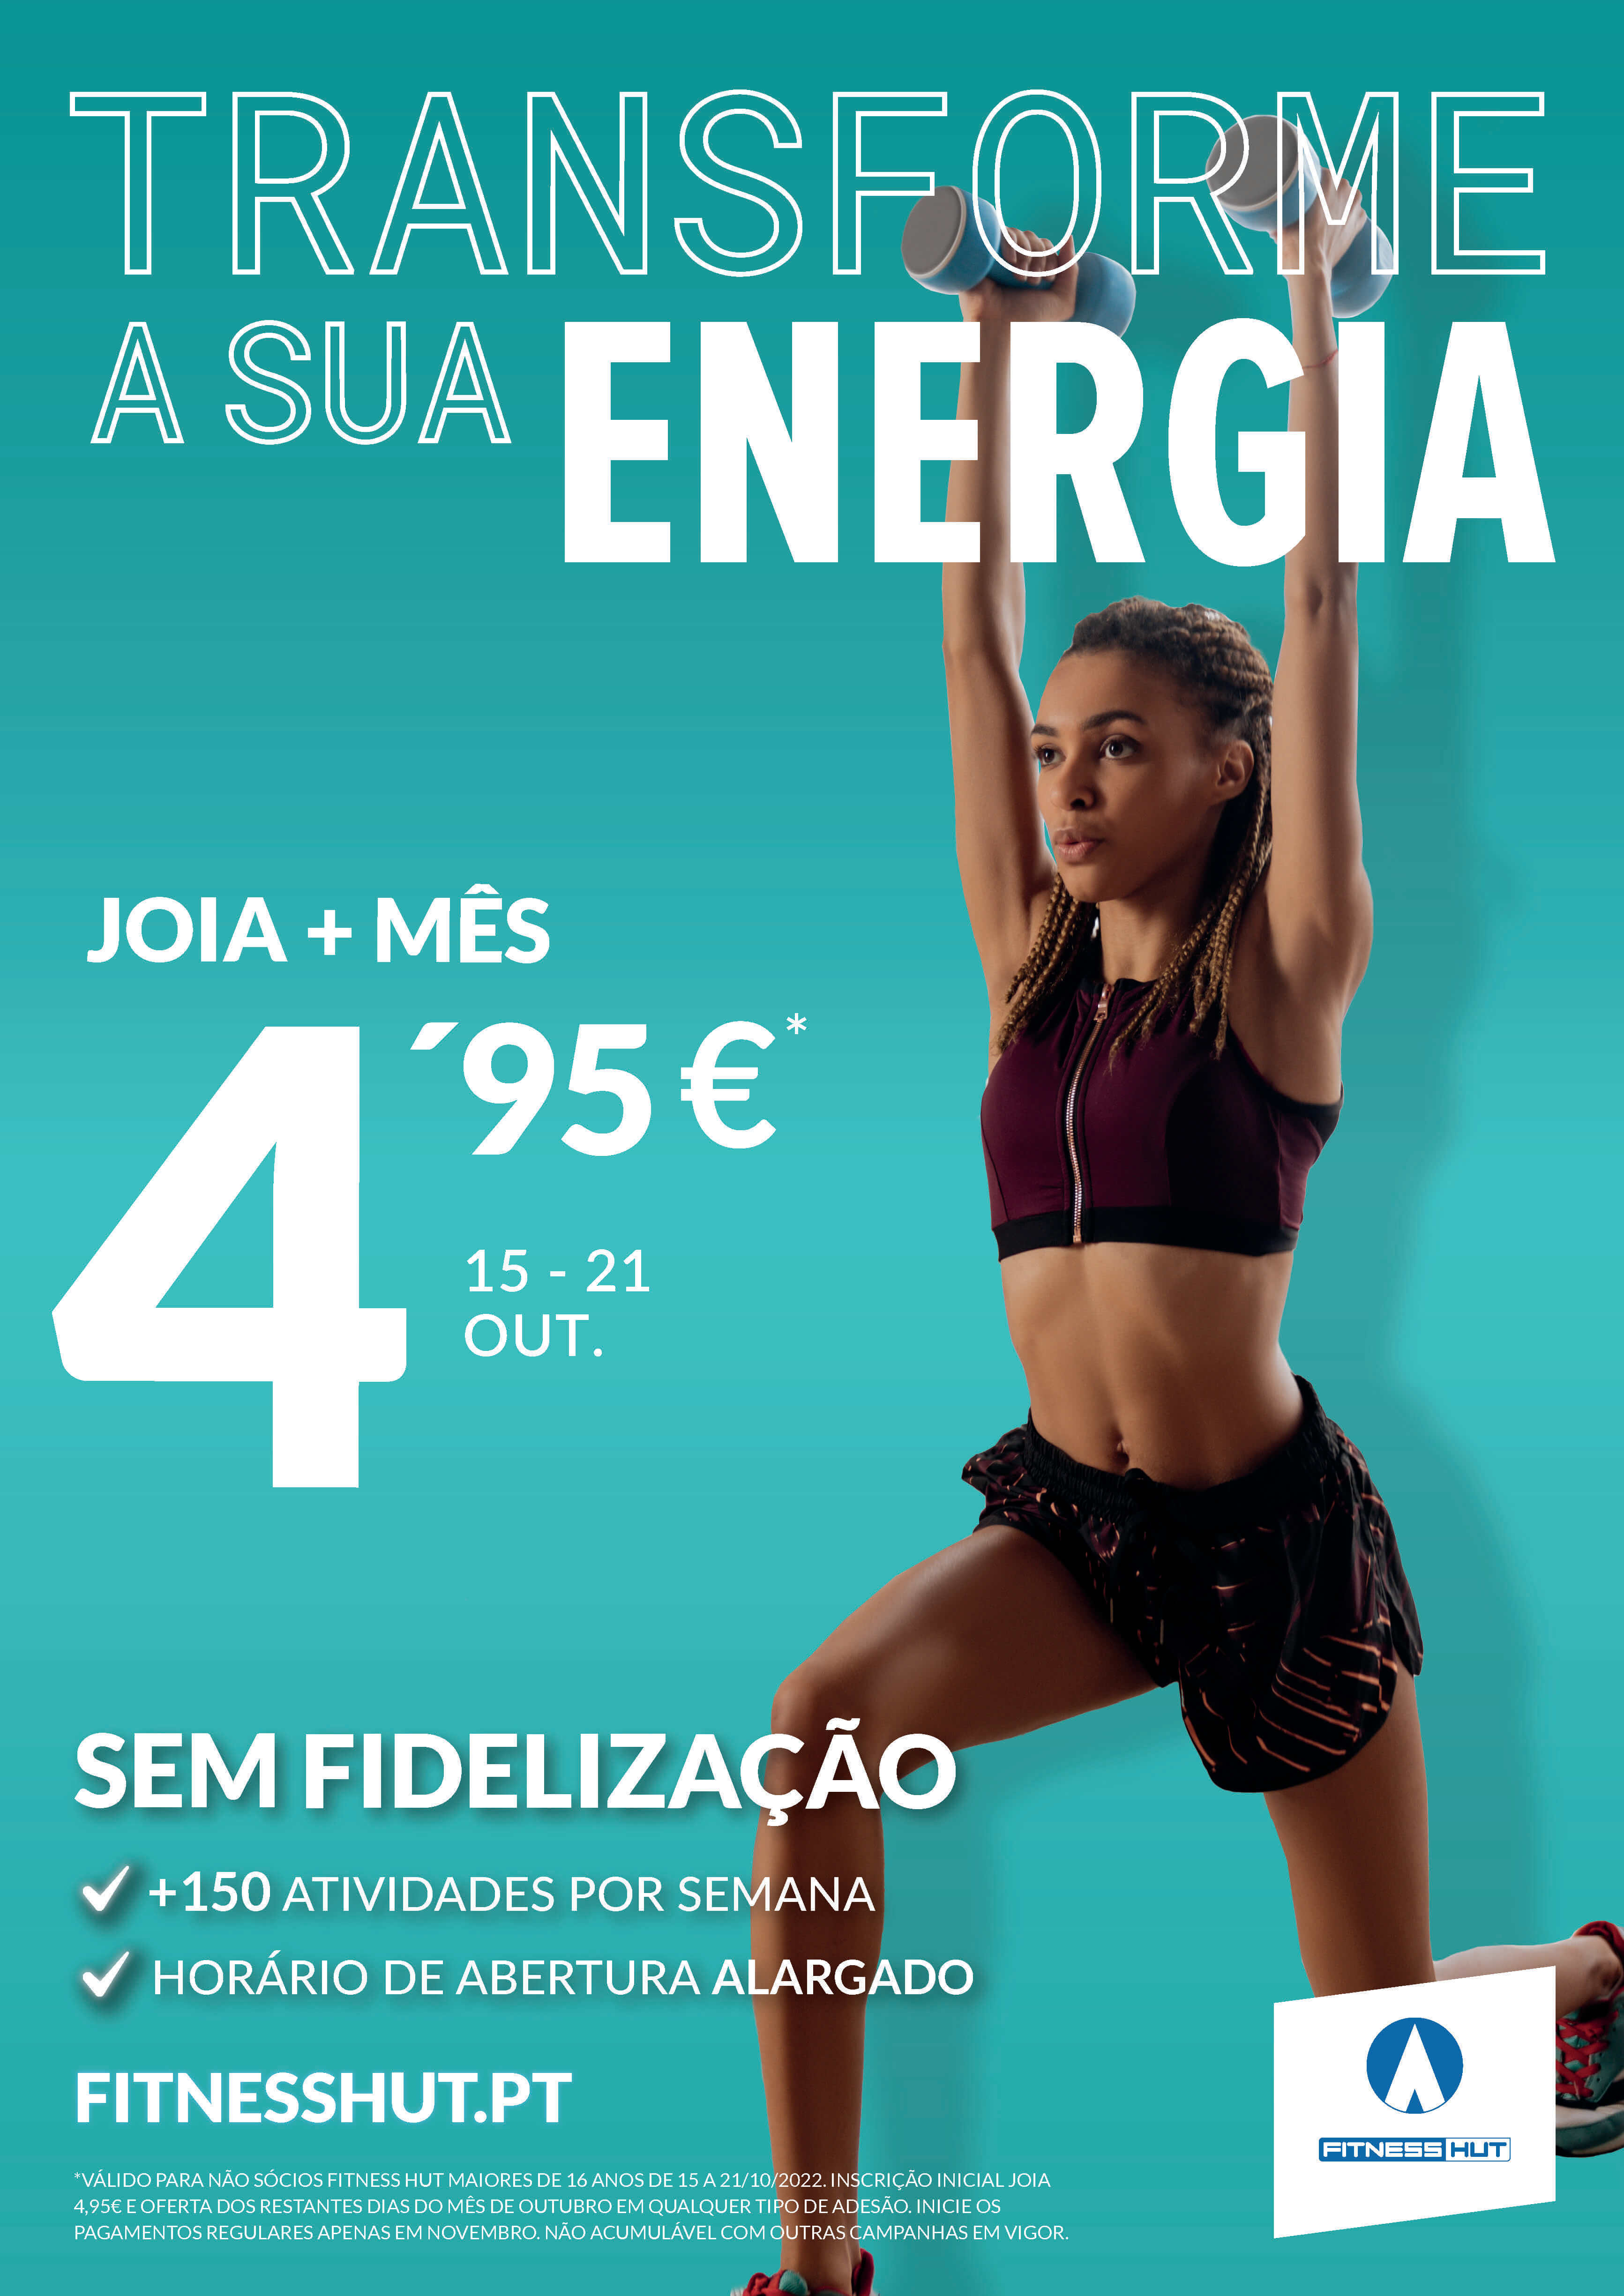 TRANSFORME
A SUA ENERGIA
JOIA + MÊS
4´95€*
15 - 21
OUT.
SEM FIDELIZAÇÃO
+150 ATIVIDADES POR SEMANA
HORÁRIO DE ABERTURA ALARGADO
FITNESSHUT.PT
*VÁLIDO PARA NÃO SÓCIOS FITNESS HUT MAIORES DE 16 ANOS DE 15 A 21/10/2022. INSCRIÇÃO INICIAL JOIA
4,95€ E OFERTA DOS RESTANTES DIAS DO MÊS DE OUTUBRO EM QUALQUER TIPO DE ADESÃO. INICIE OS
PAGAMENTOS REGULARES APENAS EM NOVEMBRO. NÃO ACUMULÁVEL COM OUTRAS CAMPANHAS EM VIGOR.
FITNESS HUT